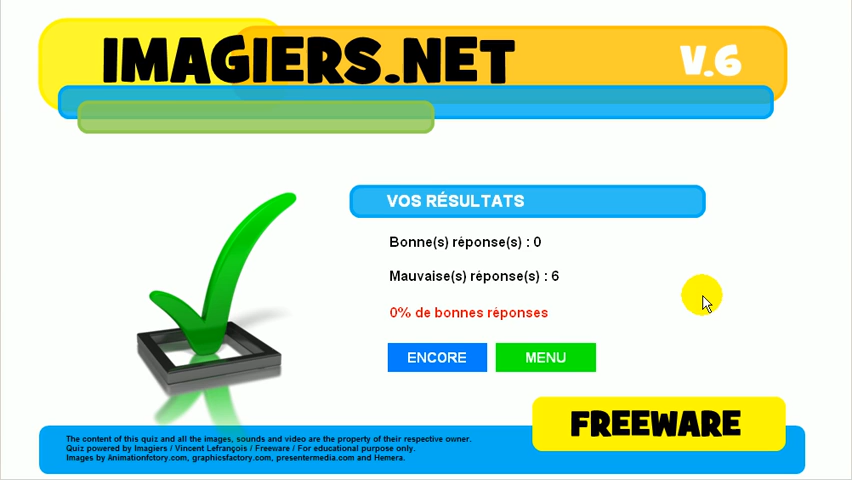 IMAGIERS.NET
V.6
VOS RÉSULTATS
Bonne(s) réponse(s) : 0
Mauvaise(s) réponse(s) : 6
0% de bonnes réponses
ENCORE
MENU
FREEWARE
The content of this quiz and all the images, sounds and video are the property of their respective owner.
Quiz powered by Imagiers / Vincent Lefrançois / Freeware / For educational purpose only.
Images by Animationfctory.com, graphicsfactory.com, presentermedia.com and Hemera.